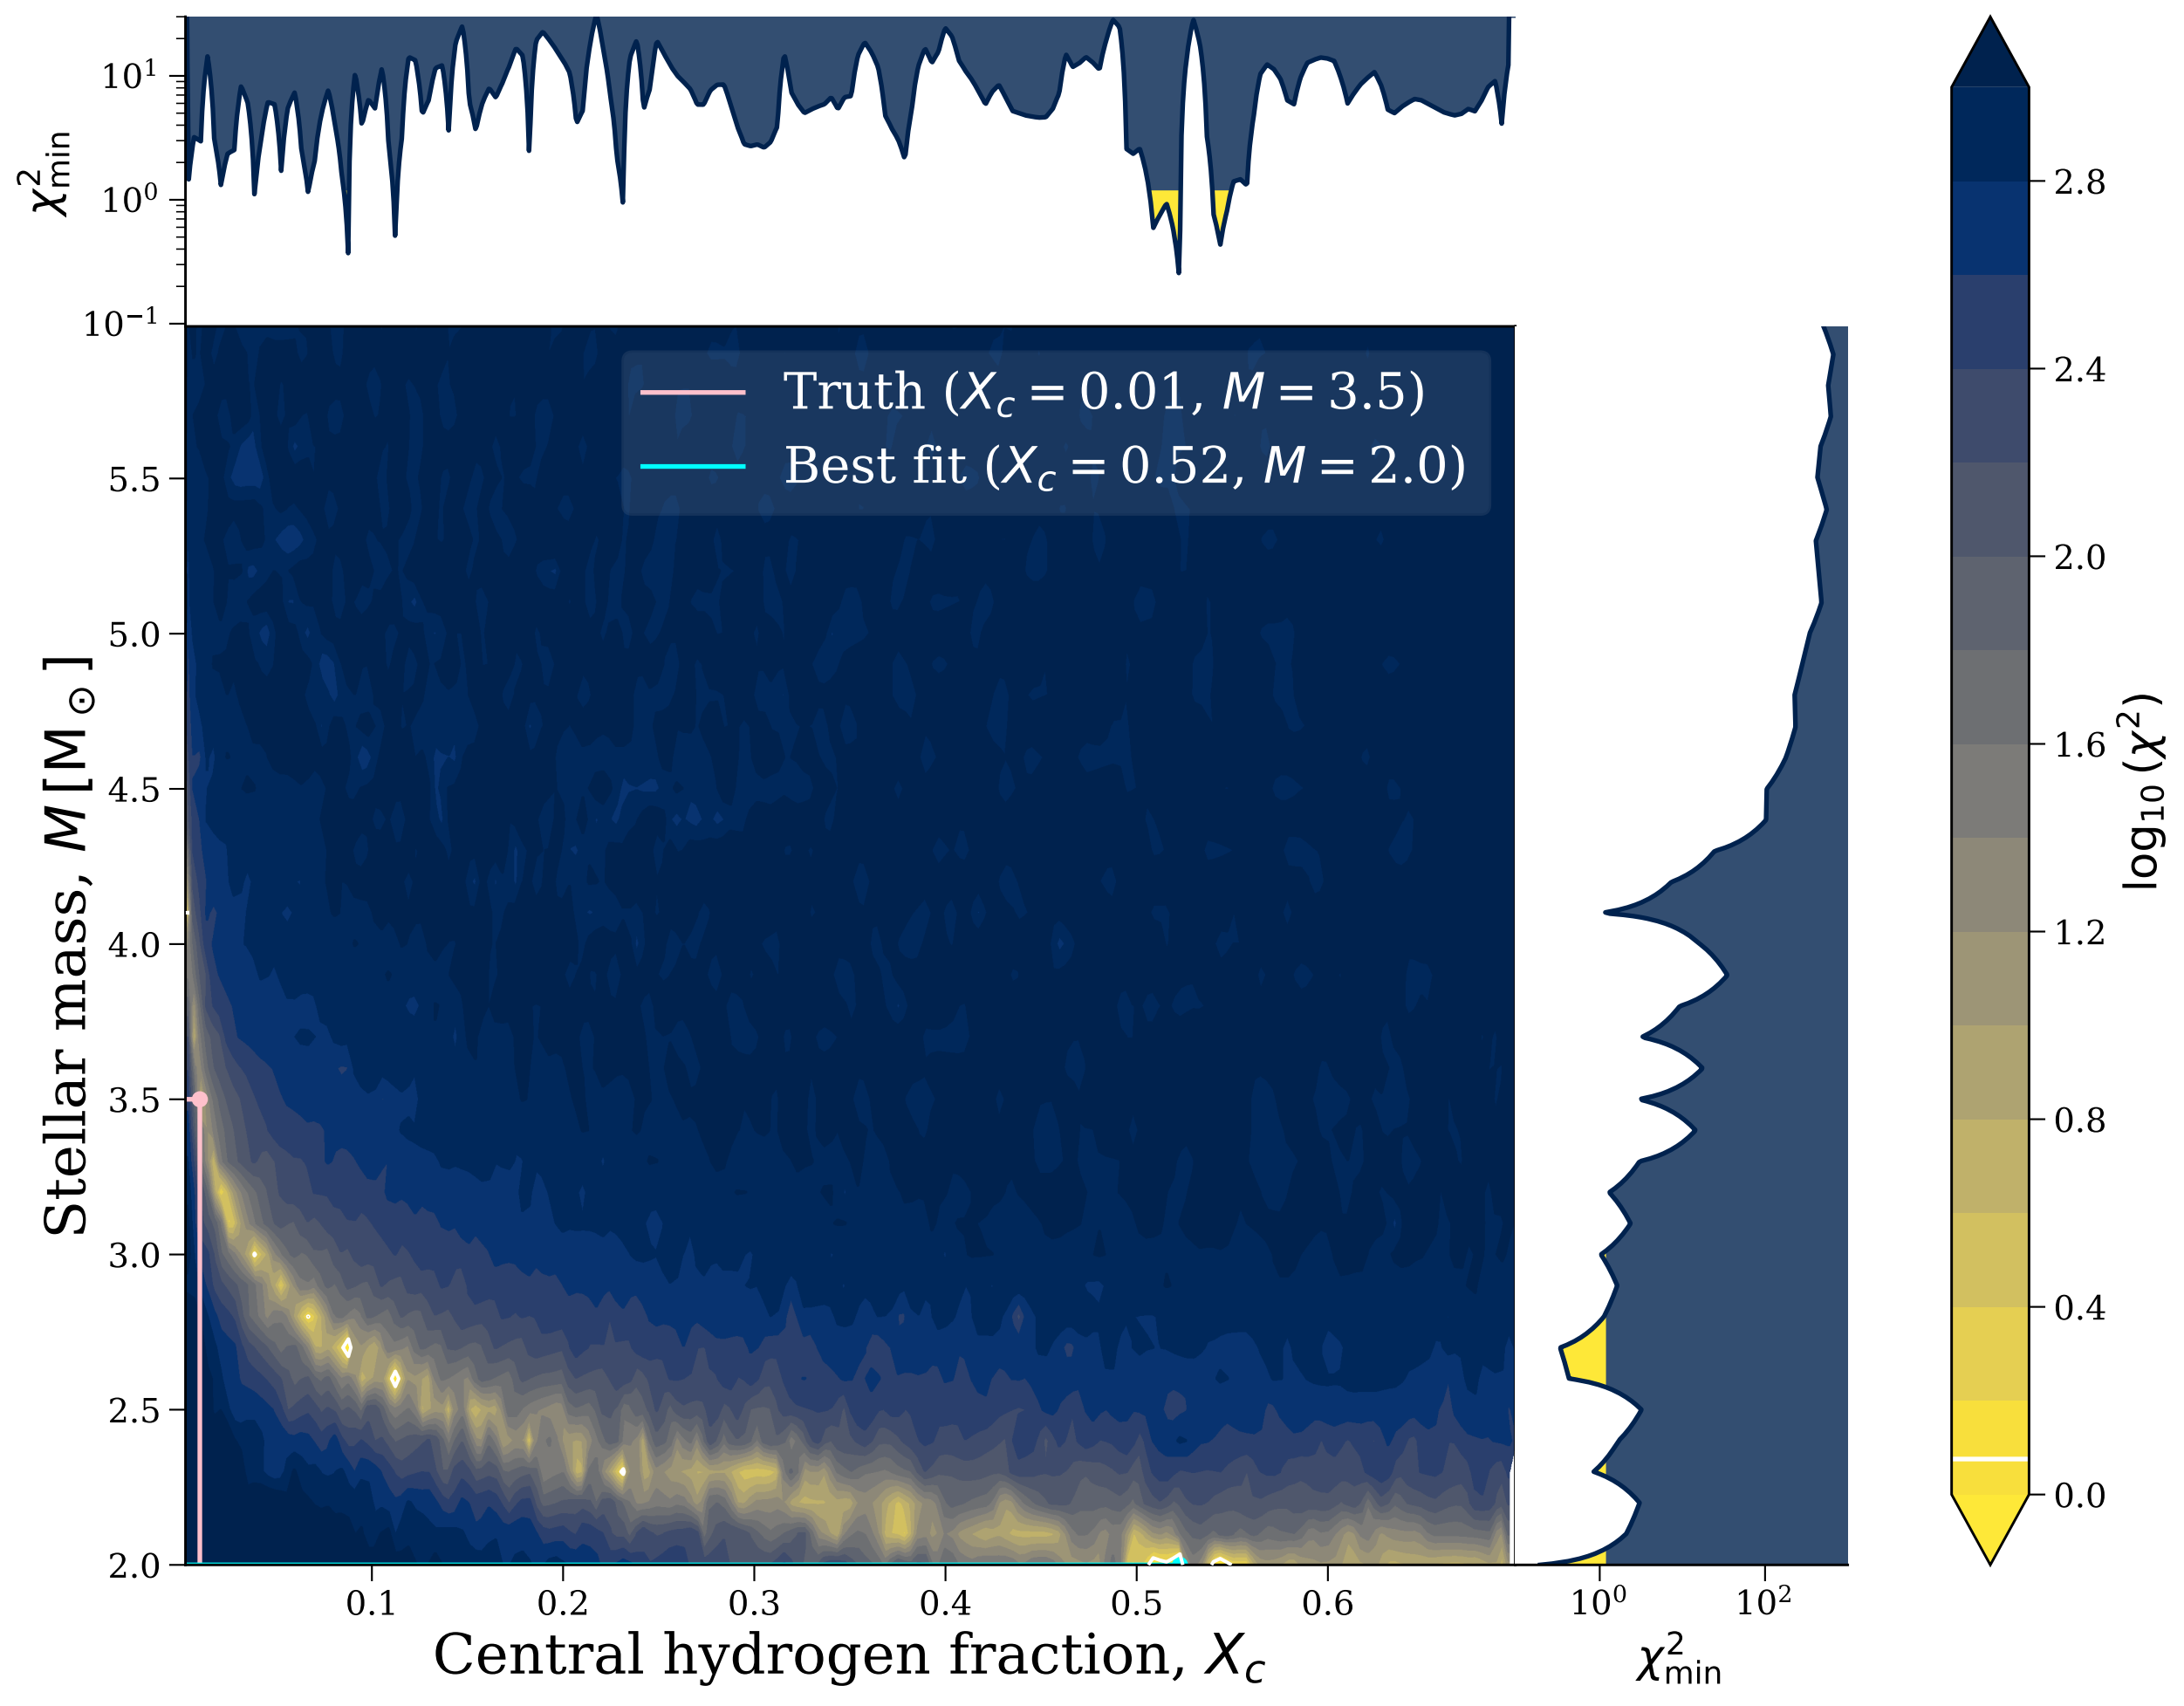 χ²min
10¹
10⁰
10⁻¹
Truth (Xc = 0.01, M = 3.5)
Best fit (Xc = 0.52, M = 2.0)
Stellar mass, M [M⊙]
5.5
5.0
4.5
4.0
3.5
3.0
2.5
2.0
0.1 0.2 0.3 0.4 0.5 0.6
Central hydrogen fraction, Xc
10⁰ 10²
χ²min
2.8
2.4
2.0
1.6
1.2
0.8
0.4
0.0
log₁₀ (χ²)